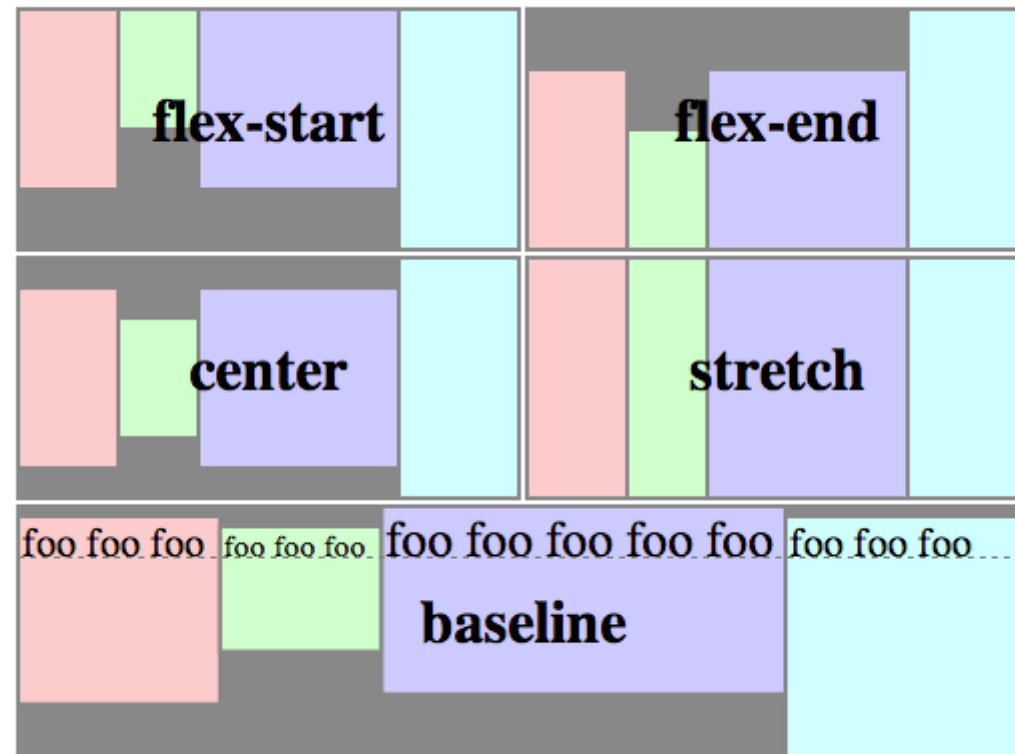 flex-start
flex-end
center
stretch
foo foo foo
foo foo foo
foo foo foo foo foo
foo foo foo
baseline